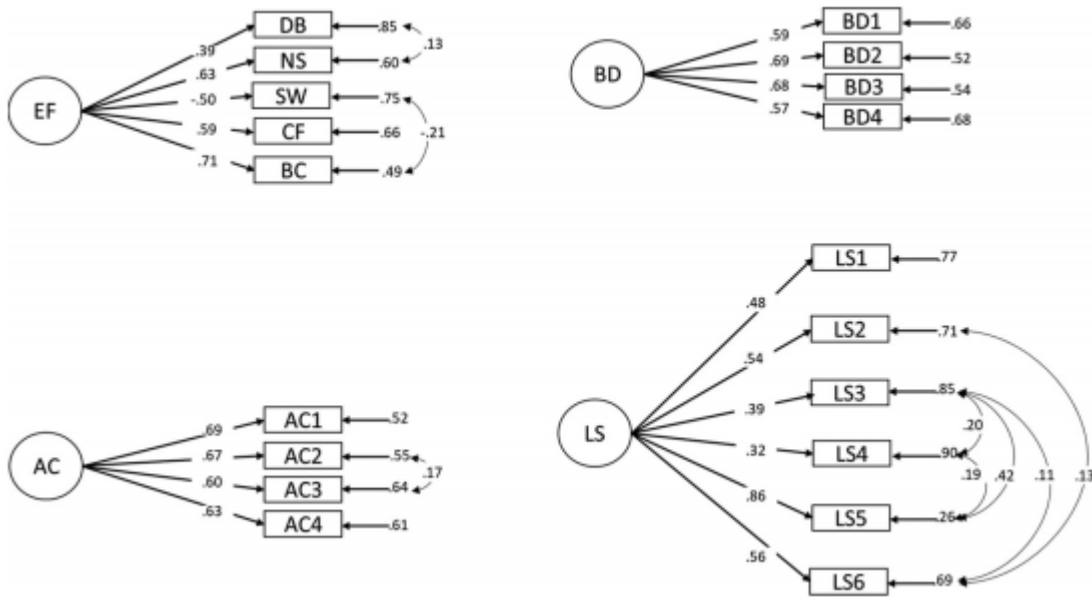 EF
.39
.63
-.50
.59
.71
DB
NS
SW
CF
BC
.85
.60
.75
.66
.49
.13
-.21
BD
.59
.69
.68
.57
BD1
BD2
BD3
BD4
.66
.52
.54
.68
AC
.69
.67
.60
.63
AC1
AC2
AC3
AC4
.52
.55
.64
.61
.17
LS
.48
.54
.39
.32
.86
.56
LS1
LS2
LS3
LS4
LS5
LS6
.77
.71
.85
.90
.26
.69
.20
.19
.42
.11
.13